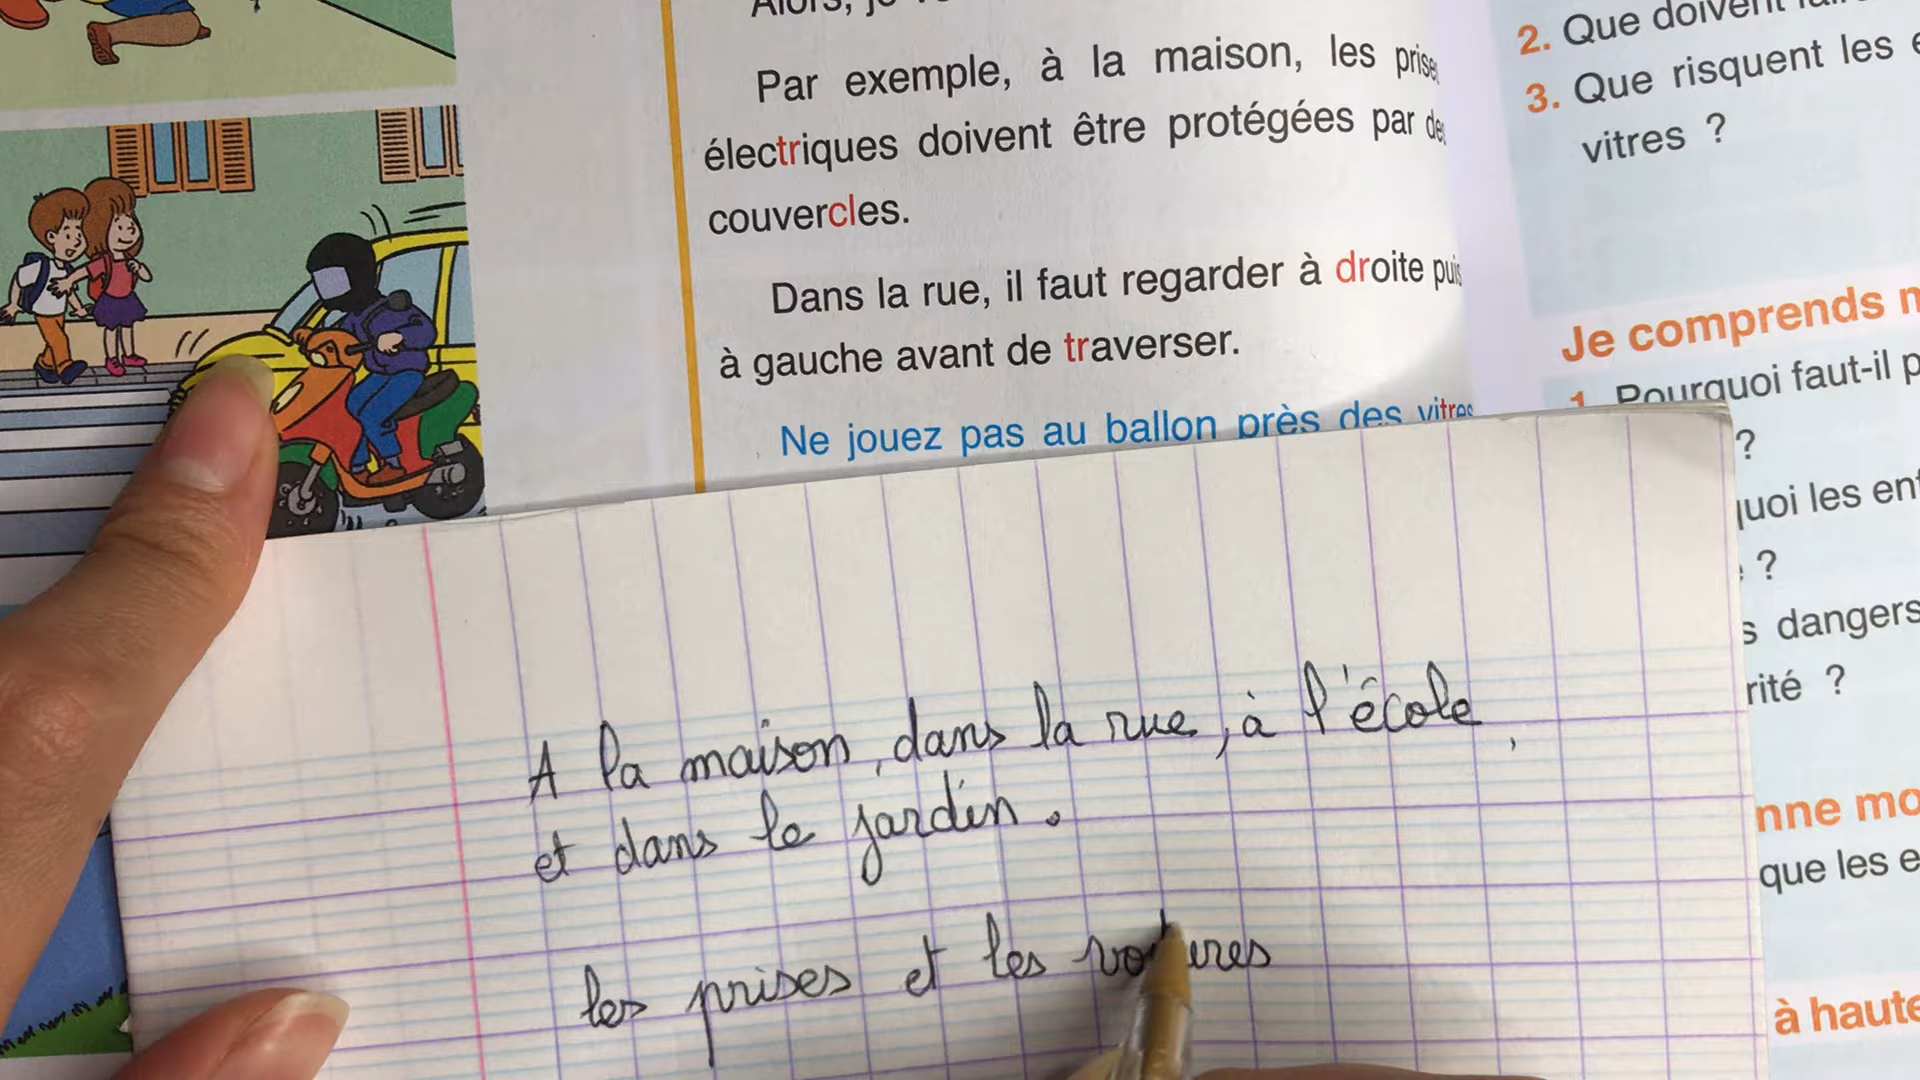 Alors, je
Par exemple, à la maison, les prises
électriques doivent être protégées par des
couvercles.
Dans la rue, il faut regarder à droite puis
à gauche avant de traverser.
Ne jouez pas au ballon près des vitres
2. Que doivent
3. Que risquent les
vitres ?
Je comprends
1. Pourquoi faut-il
?
quoi les
?
dangers
rité ?
nne
que les
à haute
A la maison, dans la rue, à l'école,
et dans le jardin.
les prises et les voitures